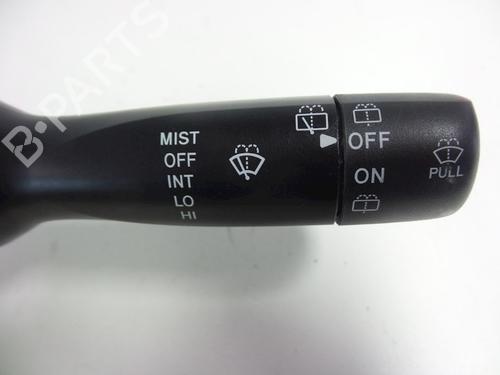 MIST
OFF
INT
LO
HI
OFF
ON
PULL
B-PARTS